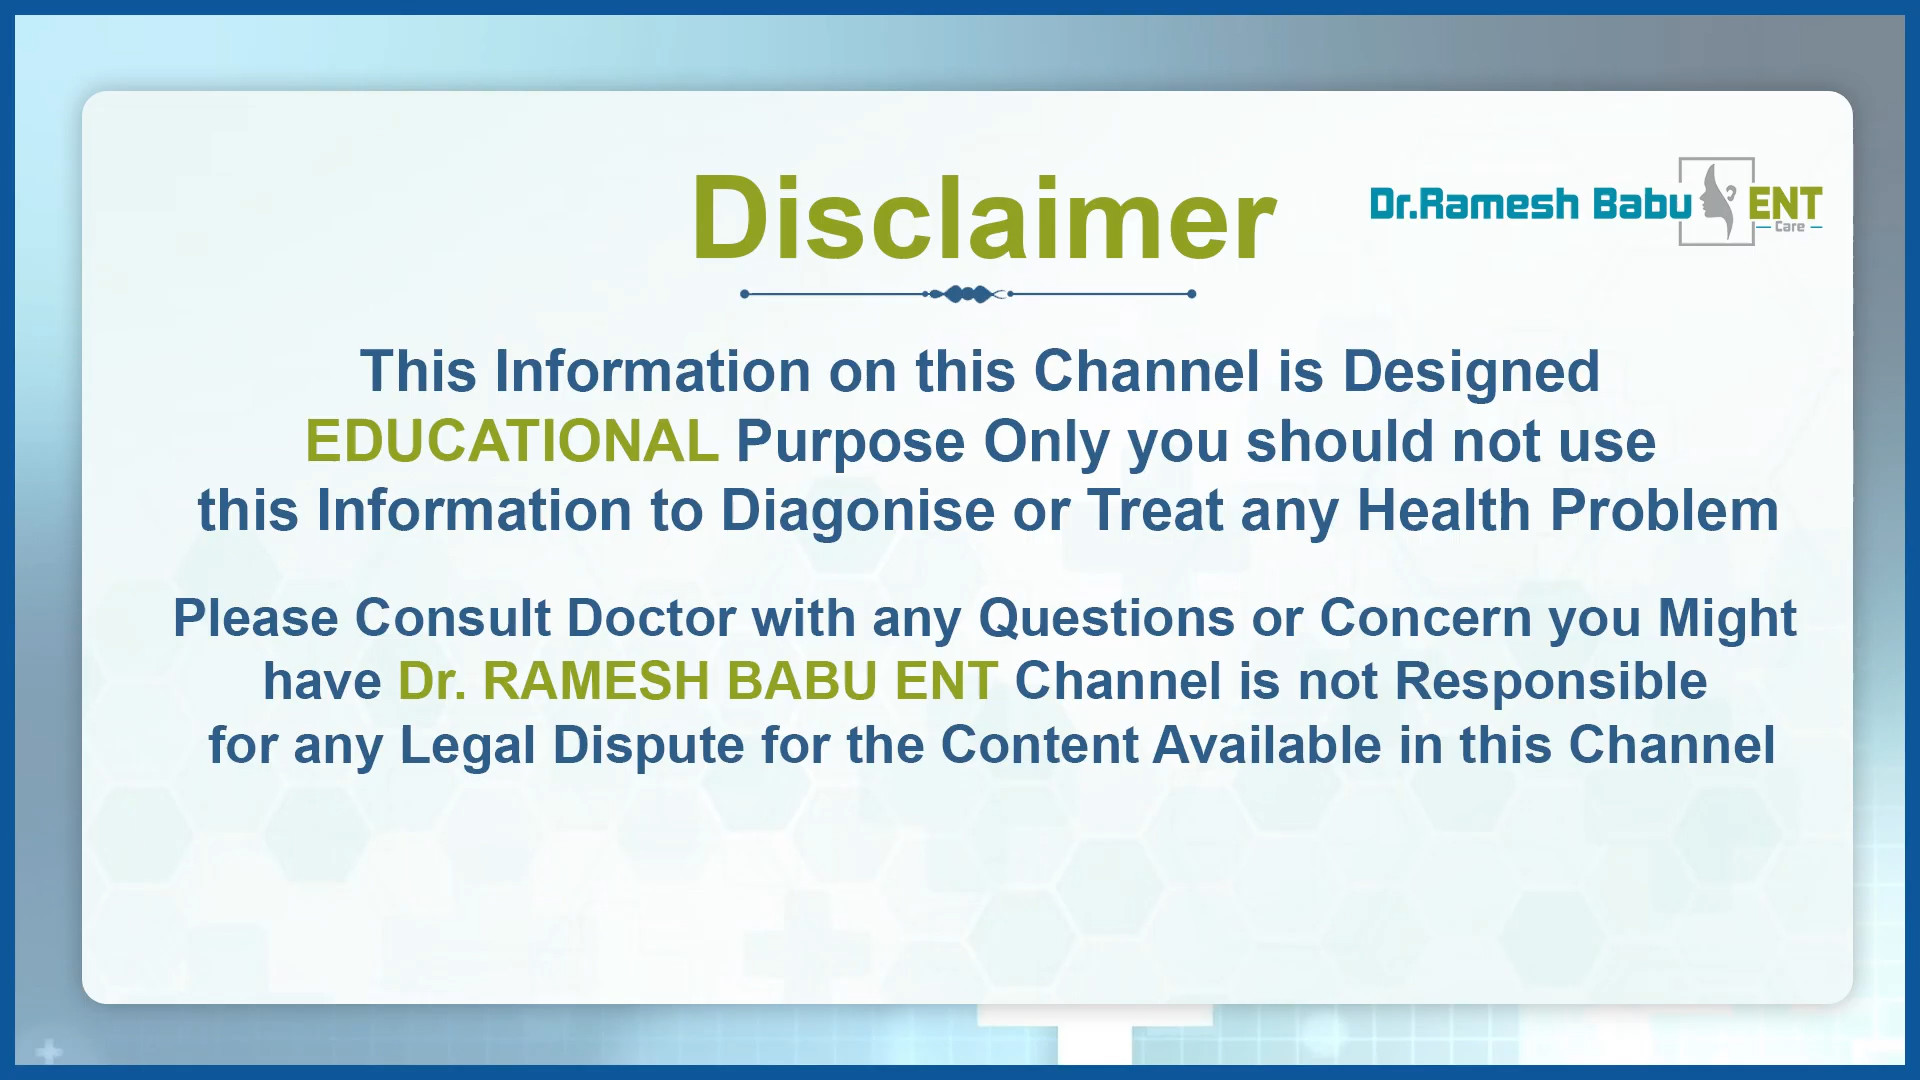 Disclaimer
Dr.Ramesh Babu ENT
Care
This Information on this Channel is Designed
EDUCATIONAL Purpose Only you should not use
this Information to Diagonise or Treat any Health Problem
Please Consult Doctor with any Questions or Concern you Might
have Dr. RAMESH BABU ENT Channel is not Responsible
for any Legal Dispute for the Content Available in this Channel